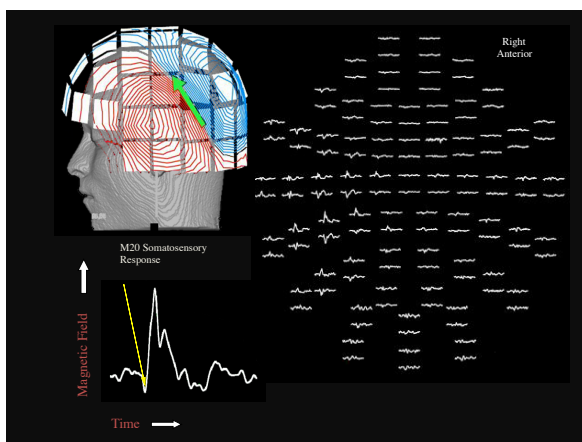 Right
Anterior
M20 Somatosensory
Response
Magnetic Field
Time